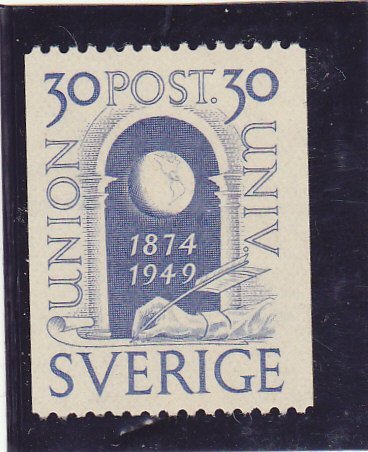 30 POST. 30
UNION
UNIV.
1874
1949
SVERIGE